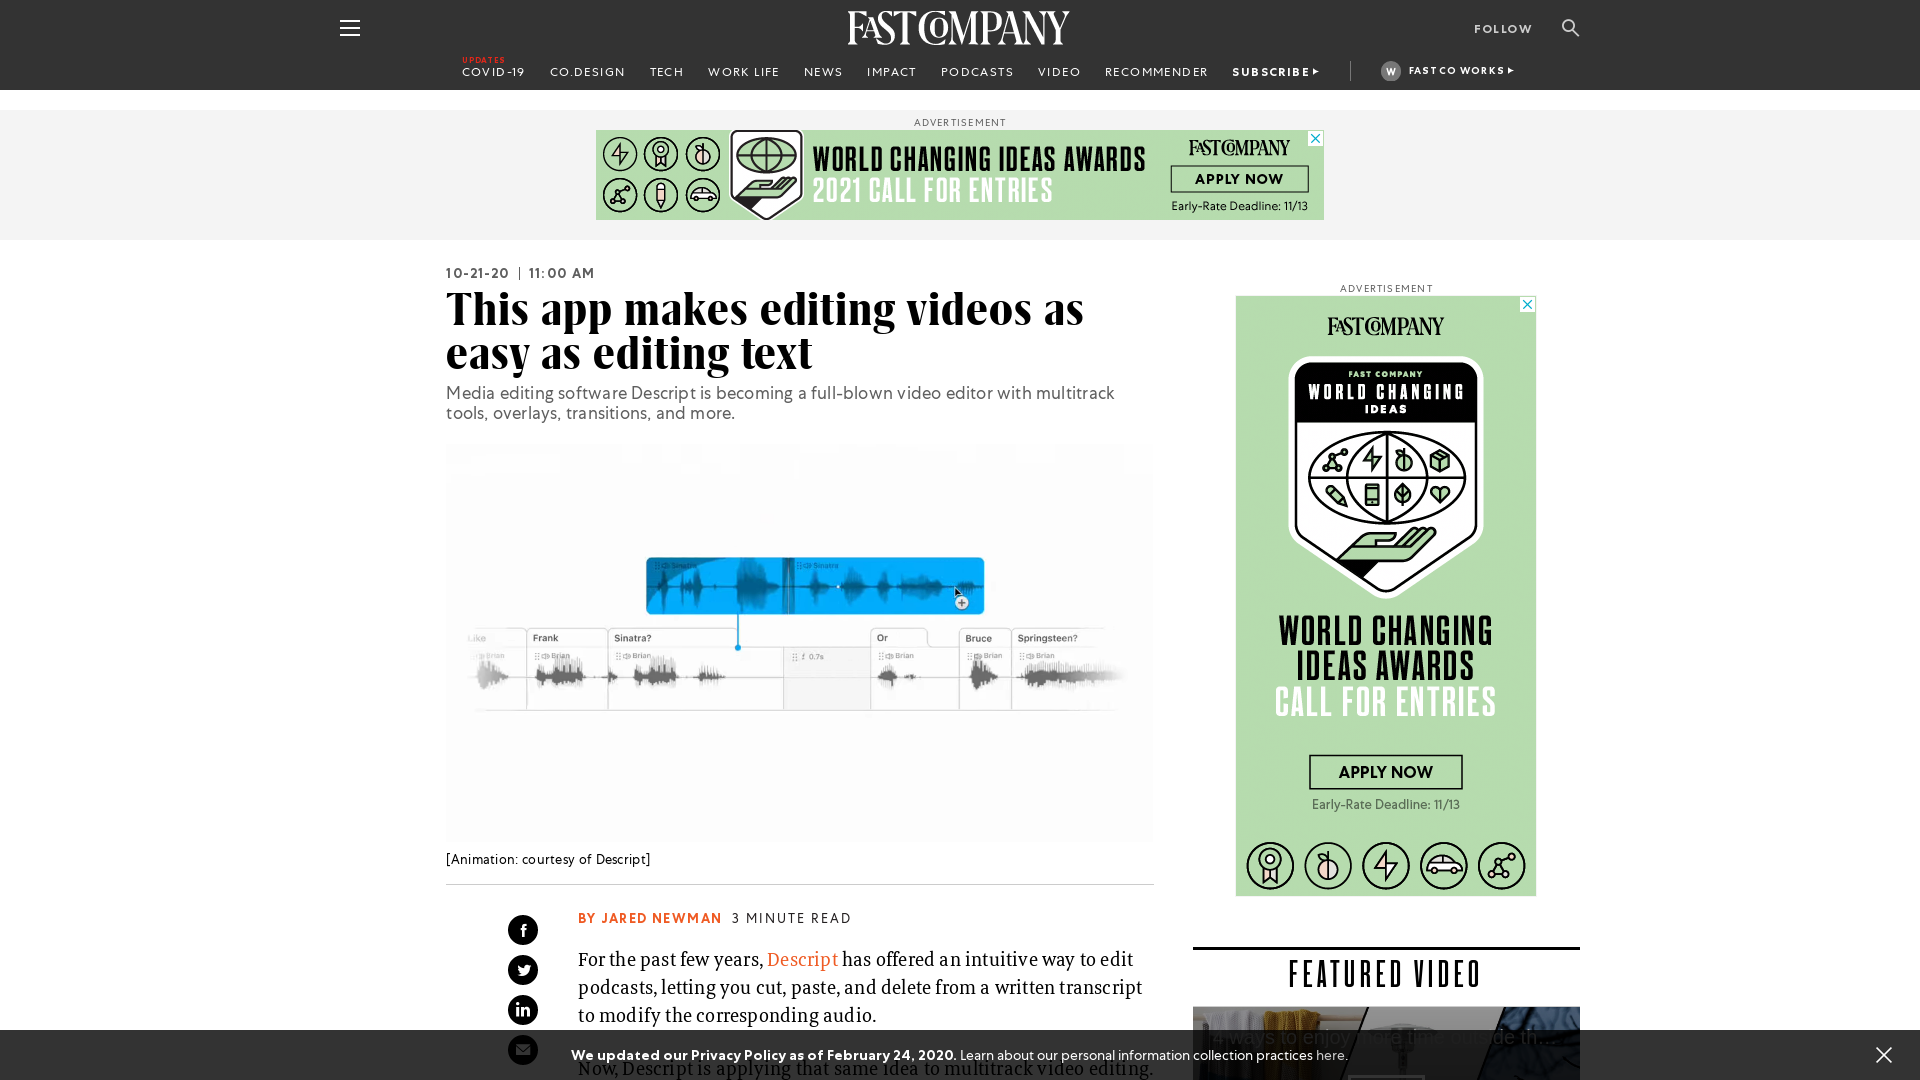 FAST COMPANY
FOLLOW
UPDATES
COVID-19 CO.DESIGN TECH WORK LIFE NEWS IMPACT PODCASTS VIDEO RECOMMENDER SUBSCRIBE W FASTCO WORKS
ADVERTISEMENT
WORLD CHANGING IDEAS AWARDS
2021 CALL FOR ENTRIES
FAST COMPANY
APPLY NOW
Early-Rate Deadline: 11/13
10-21-20 | 11:00 AM
This app makes editing videos as
easy as editing text
Media editing software Descript is becoming a full-blown video editor with multitrack
tools, overlays, transitions, and more.
Sinatra Sinatra
Like Frank Sinatra? Or Bruce Springsteen?
Brian Brian Brian 0.7s Brian Brian Brian
[Animation: courtesy of Descript]
BY JARED NEWMAN 3 MINUTE READ
For the past few years, Descript has offered an intuitive way to edit
podcasts, letting you cut, paste, and delete from a written transcript
to modify the corresponding audio.
Now, Descript is applying that same idea to multitrack video editing.
ADVERTISEMENT
FAST COMPANY
FAST COMPANY
WORLD CHANGING
IDEAS
WORLD CHANGING
IDEAS AWARDS
CALL FOR ENTRIES
APPLY NOW
Early-Rate Deadline: 11/13
FEATURED VIDEO
4 ways to enjoy more time outside th...
We updated our Privacy Policy as of February 24, 2020. Learn about our personal information collection practices here.